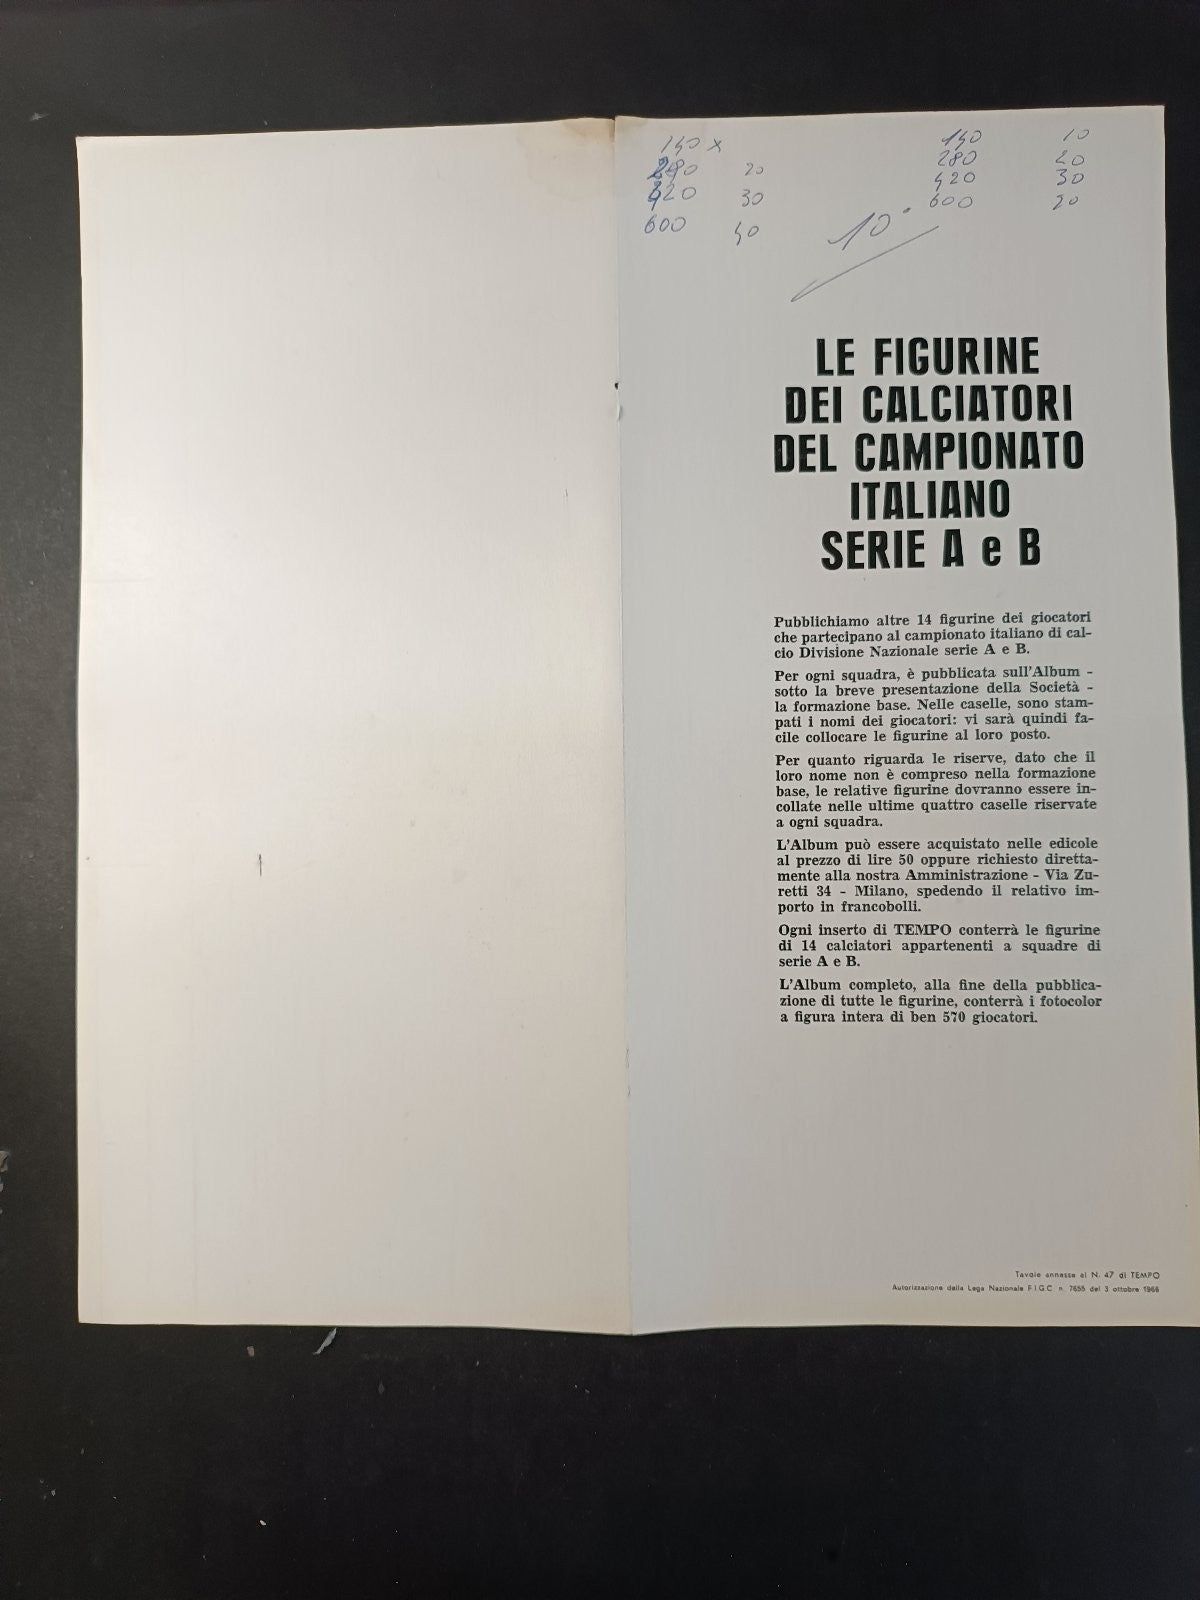 140 x
280 20
420 30
600 40
140 10
280 20
420 30
600 20
10°
LE FIGURINE
DEI CALCIATORI
DEL CAMPIONATO
ITALIANO
SERIE A e B
Pubblichiamo altre 14 figurine dei giocatori
che partecipano al campionato italiano di cal-
cio Divisione Nazionale serie A e B.
Per ogni squadra, è pubblicata sull'Album -
sotto la breve presentazione della Società -
la formazione base. Nelle caselle, sono stam-
pati i nomi dei giocatori: vi sarà quindi fa-
cile collocare le figurine al loro posto.
Per quanto riguarda le riserve, dato che il
loro nome non è compreso nella formazione
base, le relative figurine dovranno essere in-
collate nelle ultime quattro caselle riservate
a ogni squadra.
L'Album può essere acquistato nelle edicole
al prezzo di lire 50 oppure richiesto diretta-
mente alla nostra Amministrazione - Via Zu-
retti 34 - Milano, spedendo il relativo im-
porto in francobolli.
Ogni inserto di TEMPO conterrà le figurine
di 14 calciatori appartenenti a squadre di
serie A e B.
L'Album completo, alla fine della pubblica-
zione di tutte le figurine, conterrà i fotocolor
a figura intera di ben 570 giocatori.
Tavole annesse al N. 47 di TEMPO
Autorizzazione della Lega Nazionale F I G C n. 7655 del 3 ottobre 1966